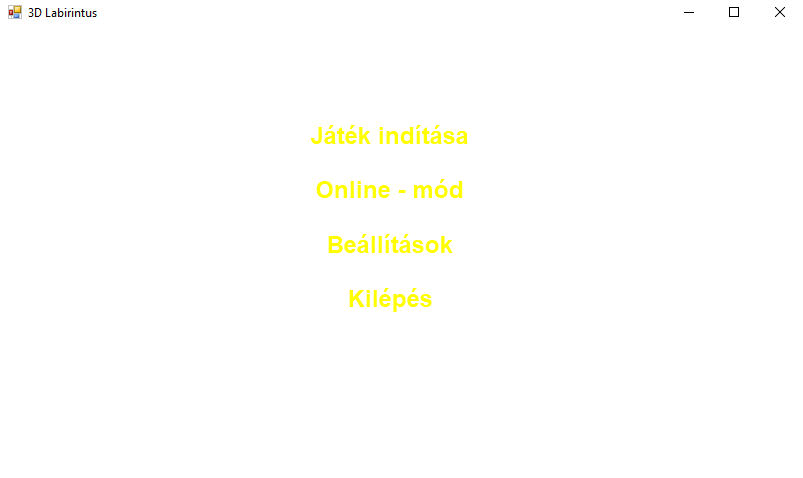 3D Labirintus
Játék indítása
Online - mód
Beállítások
Kilépés